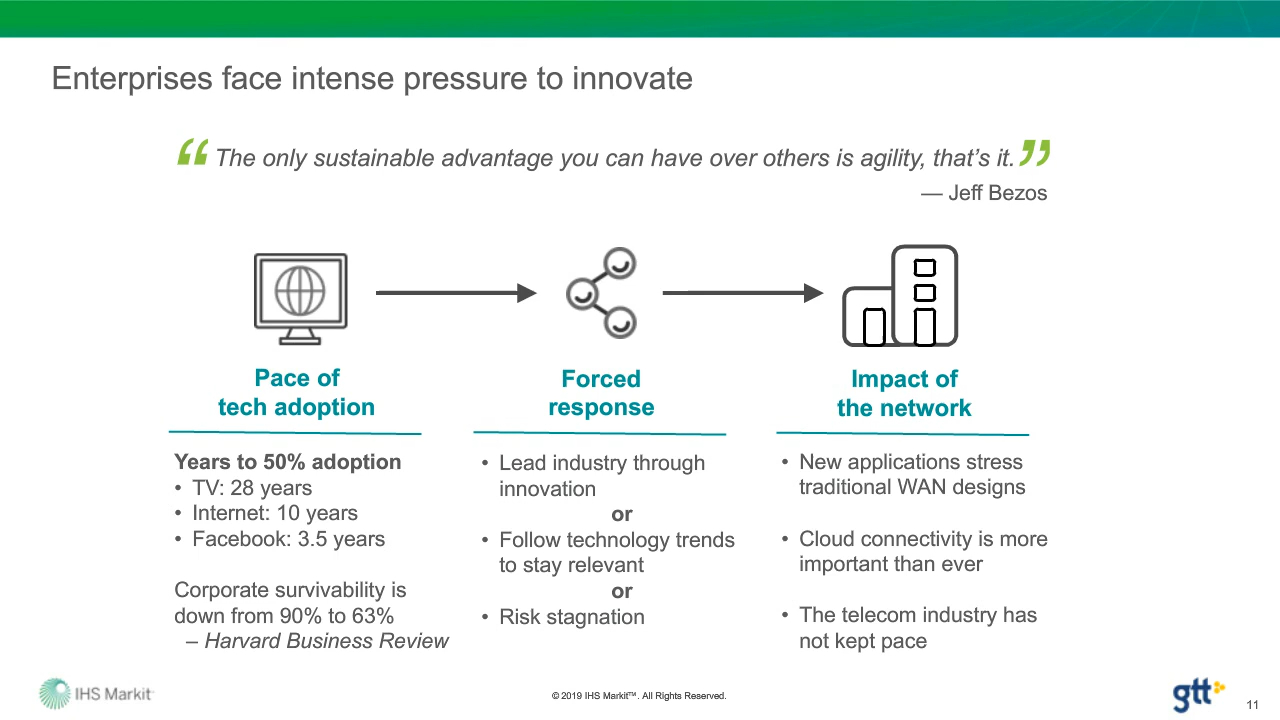 Enterprises face intense pressure to innovate
“ The only sustainable advantage you can have over others is agility, that’s it. ”
— Jeff Bezos
Pace of
tech adoption
Years to 50% adoption
• TV: 28 years
• Internet: 10 years
• Facebook: 3.5 years
Corporate survivability is
down from 90% to 63%
– Harvard Business Review
Forced
response
• Lead industry through
innovation
or
• Follow technology trends
to stay relevant
or
• Risk stagnation
Impact of
the network
• New applications stress
traditional WAN designs
• Cloud connectivity is more
important than ever
• The telecom industry has
not kept pace
IHS Markit
© 2019 IHS Markit™. All Rights Reserved.
gtt
11